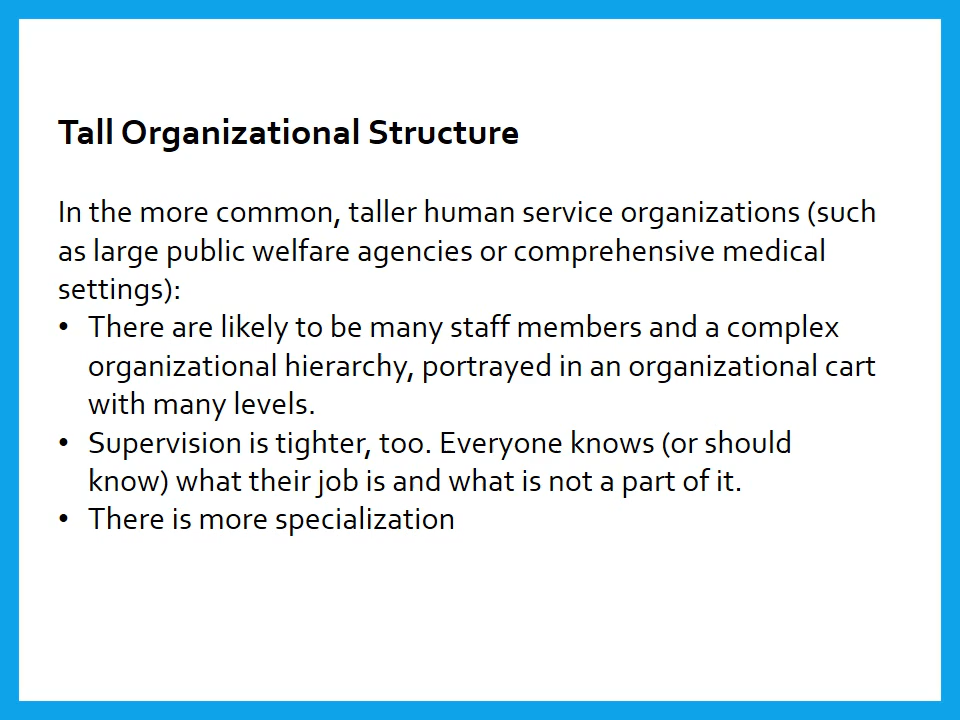 Tall Organizational Structure
In the more common, taller human service organizations (such
as large public welfare agencies or comprehensive medical
settings):
• There are likely to be many staff members and a complex
organizational hierarchy, portrayed in an organizational cart
with many levels.
• Supervision is tighter, too. Everyone knows (or should
know) what their job is and what is not a part of it.
• There is more specialization